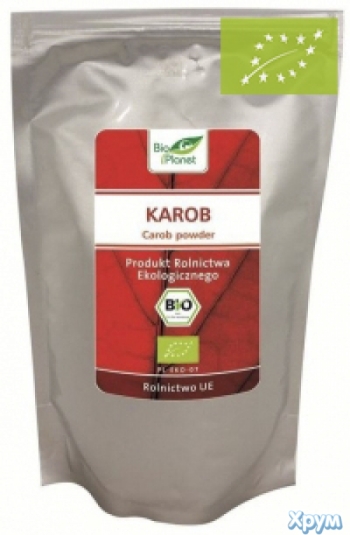 Bio
Planet
KAROB
Carob powder
Produkt Rolnictwa
Ekologicznego
BIO
PL-EKO-07
Rolnictwo UE
Хрум